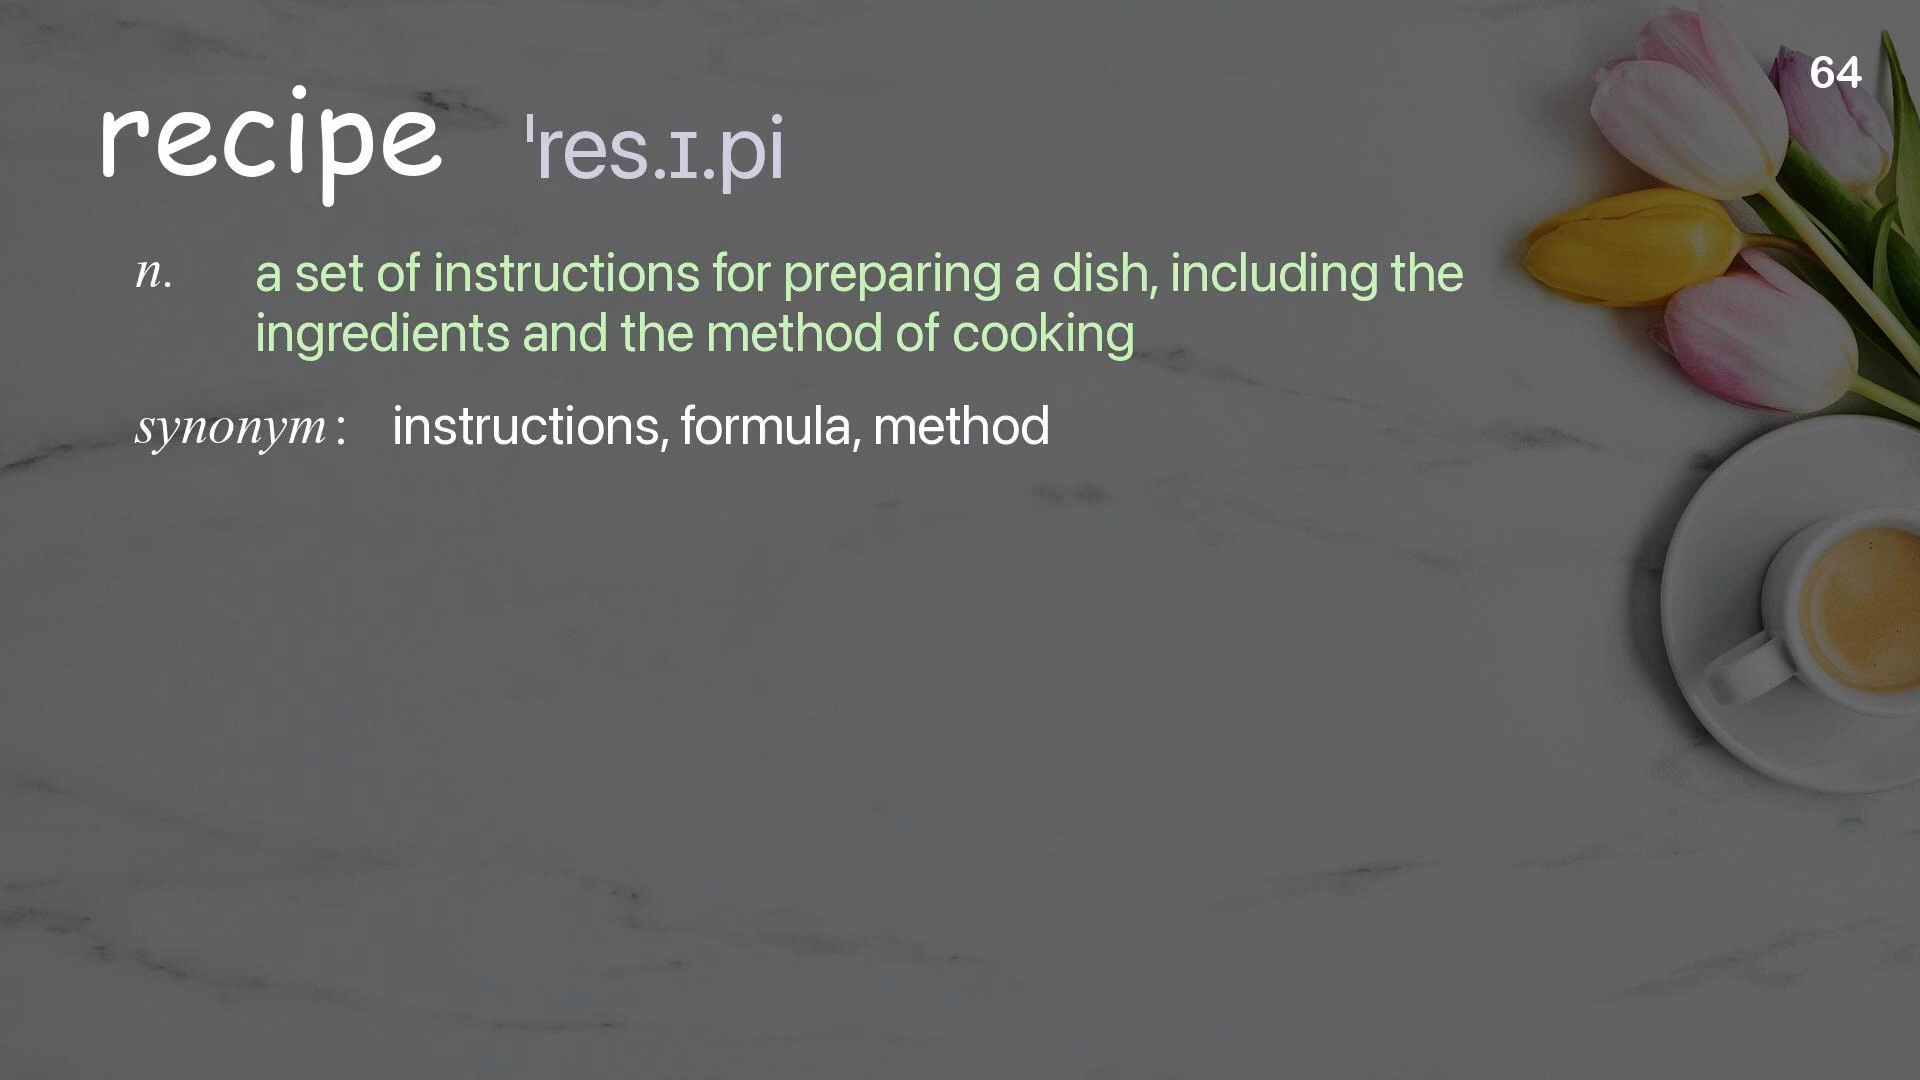 64
recipe ˈres.ɪ.pi
n. a set of instructions for preparing a dish, including the
ingredients and the method of cooking
synonym: instructions, formula, method